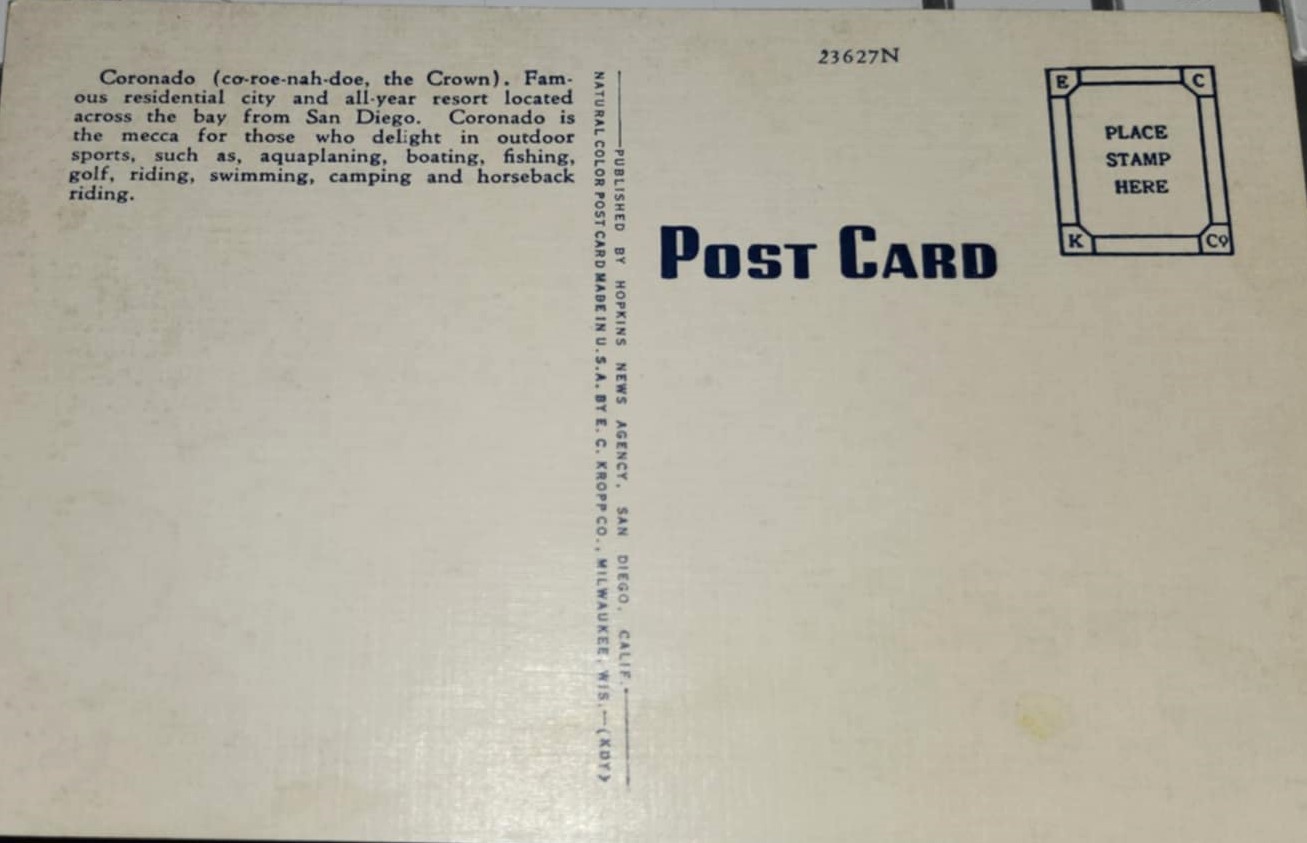 Coronado (co-roe-nah-doe, the Crown). Fam-
ous residential city and all-year resort located
across the bay from San Diego. Coronado is
the mecca for those who delight in outdoor
sports, such as, aquaplaning, boating, fishing,
golf, riding, swimming, camping and horseback
riding.
PUBLISHED BY HOPKINS NEWS AGENCY, SAN DIEGO, CALIF.
NATURAL COLOR POST CARD MADE IN U.S.A. BY E. C. KROPP CO., MILWAUKEE, WIS.—(KDY)
23627N
POST CARD
E C
PLACE
STAMP
HERE
K Co